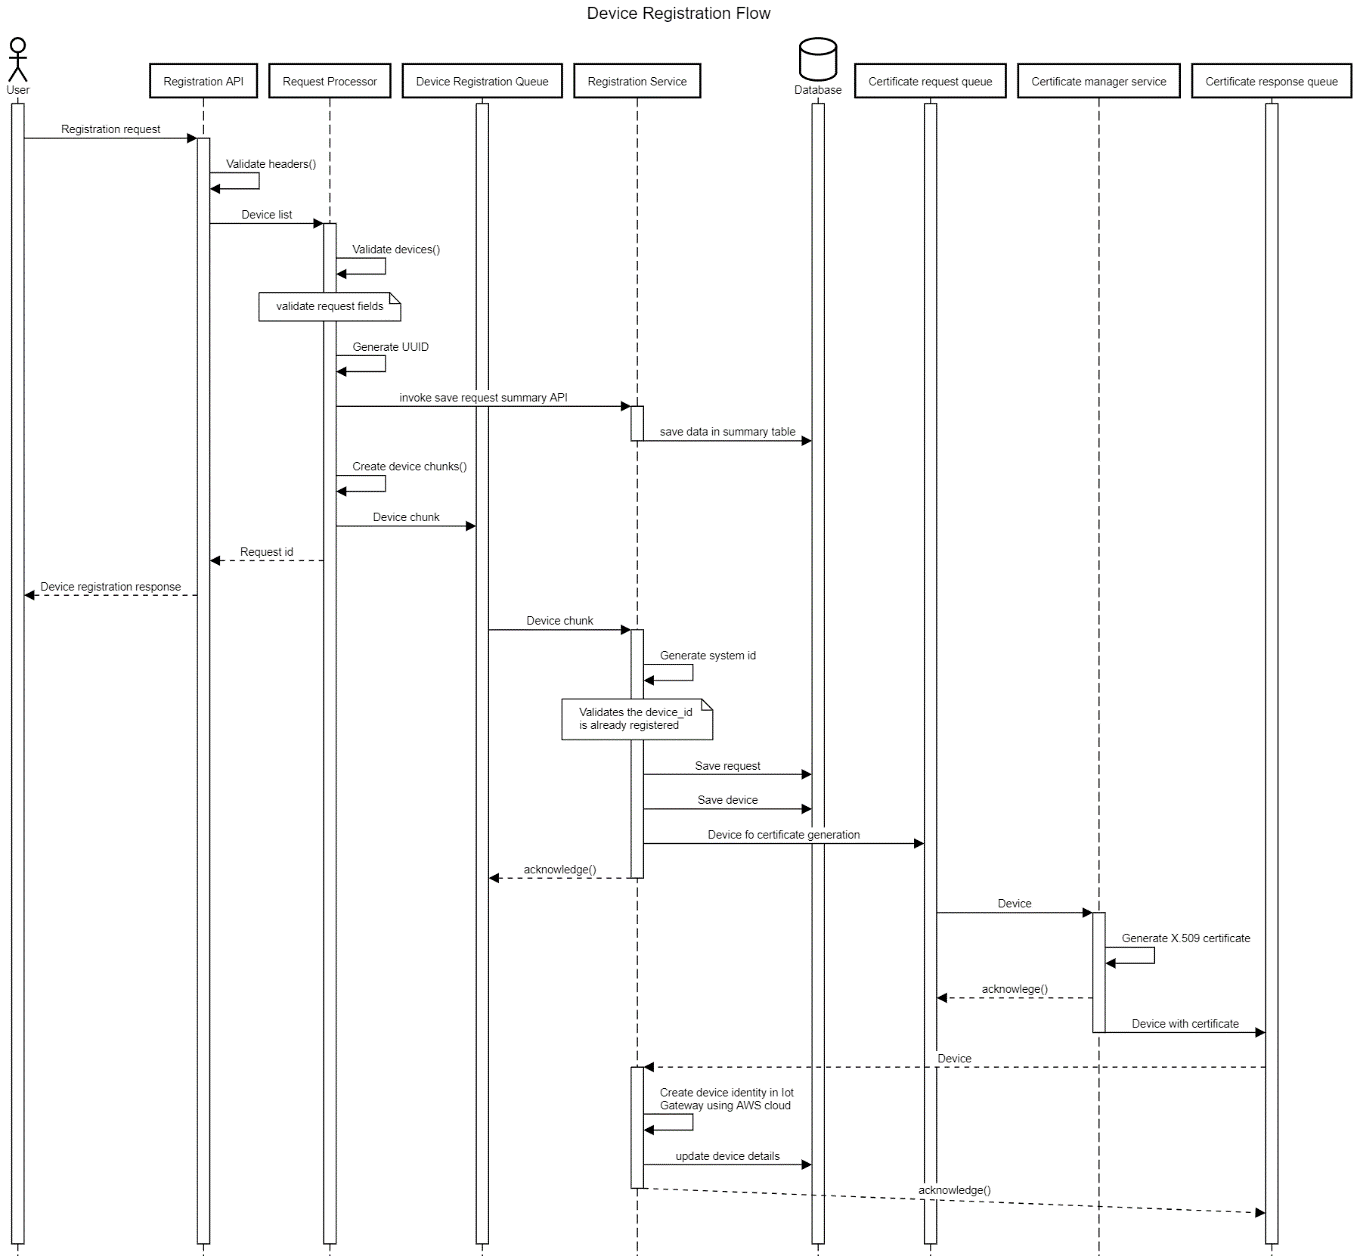 Device Registration Flow
User
Registration API
Request Processor
Device Registration Queue
Registration Service
Database
Certificate request queue
Certificate manager service
Certificate response queue
Registration request
Validate headers()
Device list
Validate devices()
validate request fields
Generate UUID
invoke save request summary API
save data in summary table
Create device chunks()
Device chunk
Request id
Device registration response
Device chunk
Generate system id
Validates the device_id
is already registered
Save request
Save device
Device fo certificate generation
acknowledge()
Device
Generate X.509 certificate
acknowlege()
Device with certificate
Device
Create device identity in Iot
Gateway using AWS cloud
update device details
acknowledge()